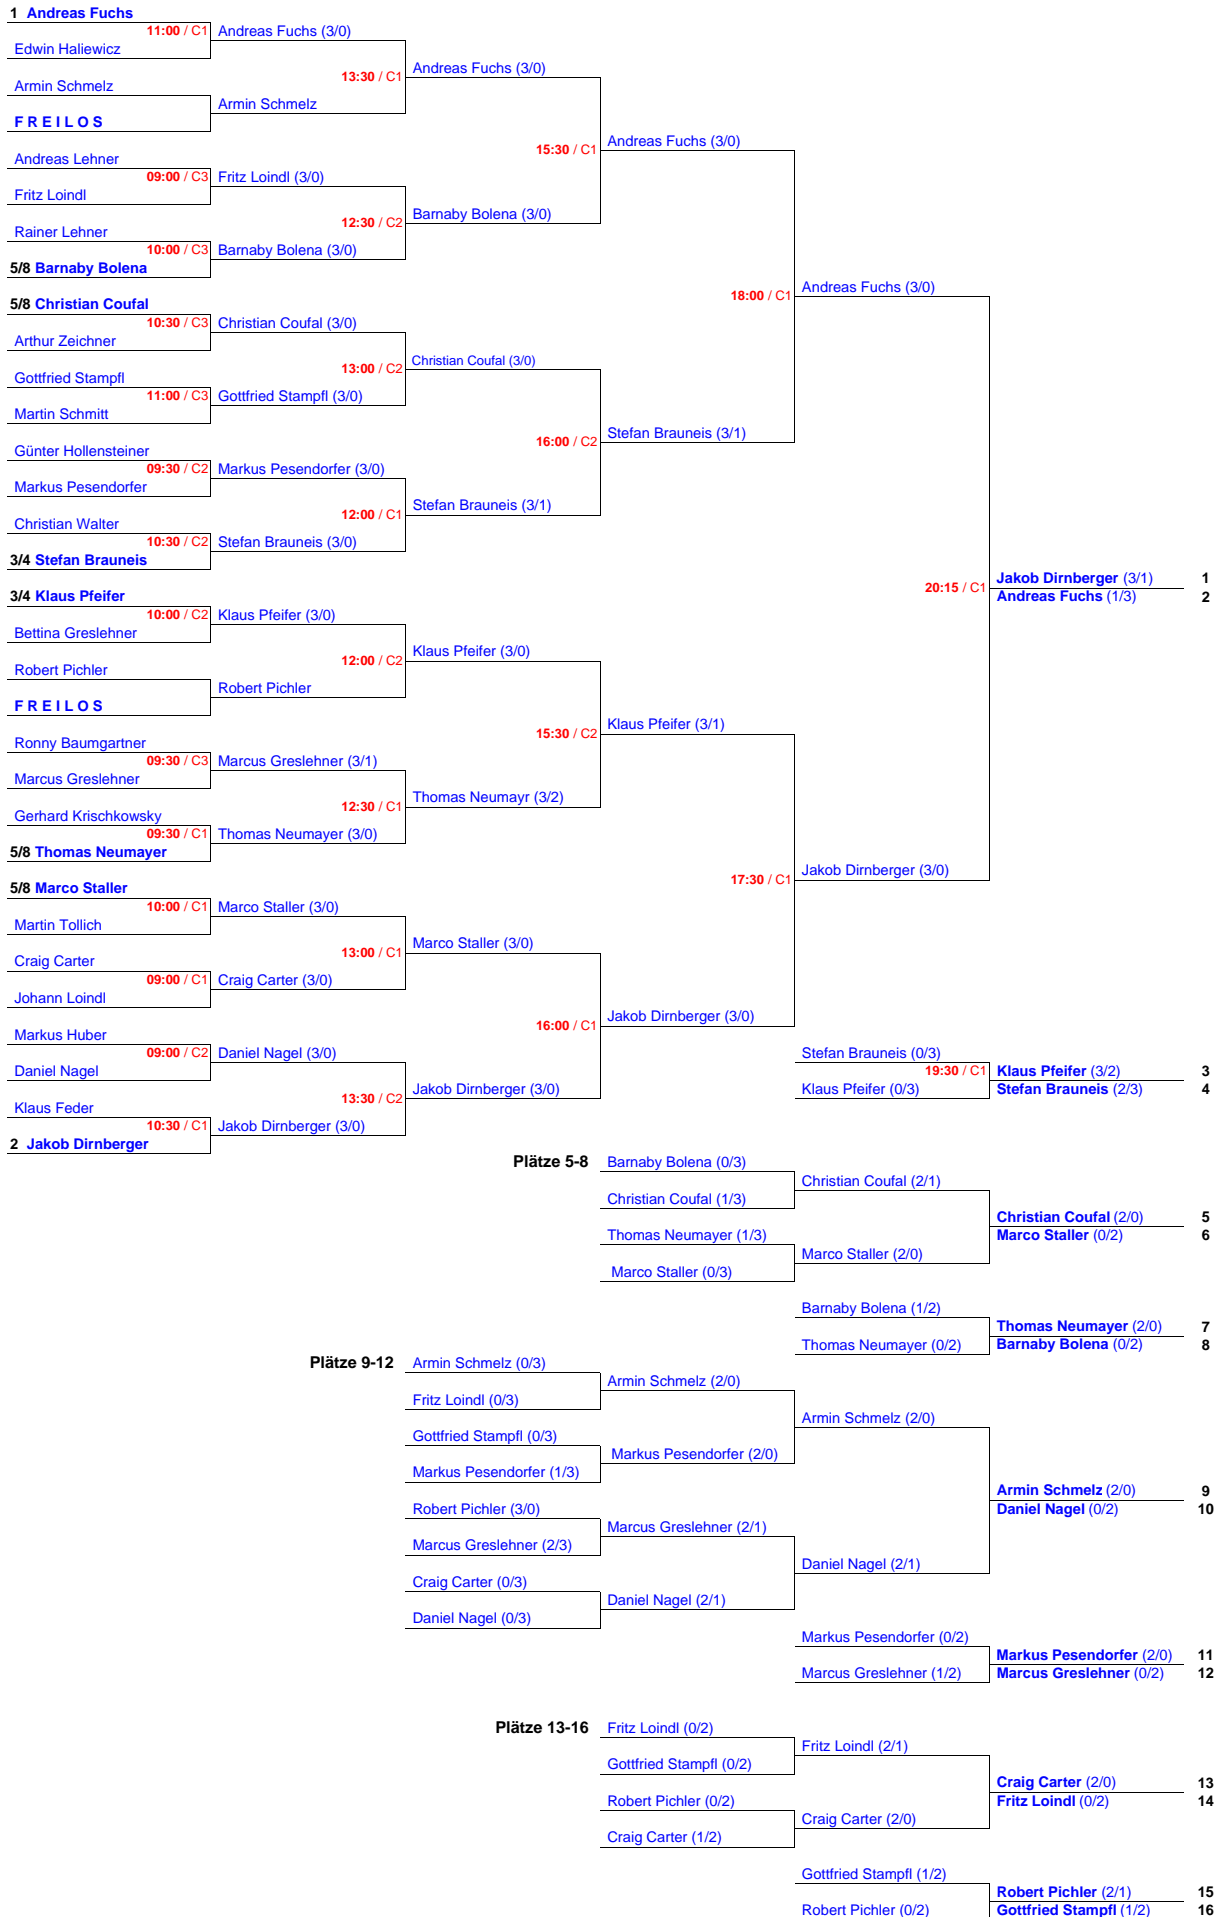 1 Andreas Fuchs
11:00 / C1 Andreas Fuchs (3/0)
Edwin Haliewicz
13:30 / C1 Andreas Fuchs (3/0)
Armin Schmelz
Armin Schmelz
F R E I L O S
15:30 / C1 Andreas Fuchs (3/0)
Andreas Lehner
09:00 / C3 Fritz Loindl (3/0)
Fritz Loindl
12:30 / C2 Barnaby Bolena (3/0)
Rainer Lehner
10:00 / C3 Barnaby Bolena (3/0)
5/8 Barnaby Bolena
18:00 / C1 Andreas Fuchs (3/0)
5/8 Christian Coufal
10:30 / C3 Christian Coufal (3/0)
Arthur Zeichner
13:00 / C2 Christian Coufal (3/0)
Gottfried Stampfl
11:00 / C3 Gottfried Stampfl (3/0)
Martin Schmitt
16:00 / C2 Stefan Brauneis (3/1)
Günter Hollensteiner
09:30 / C2 Markus Pesendorfer (3/0)
Markus Pesendorfer
12:00 / C1 Stefan Brauneis (3/1)
Christian Walter
10:30 / C2 Stefan Brauneis (3/0)
3/4 Stefan Brauneis
20:15 / C1 Jakob Dirnberger (3/1) 1
Andreas Fuchs (1/3) 2
3/4 Klaus Pfeifer
10:00 / C2 Klaus Pfeifer (3/0)
Bettina Greslehner
12:00 / C2 Klaus Pfeifer (3/0)
Robert Pichler
Robert Pichler
F R E I L O S
15:30 / C2 Klaus Pfeifer (3/1)
Ronny Baumgartner
09:30 / C3 Marcus Greslehner (3/1)
Marcus Greslehner
12:30 / C1 Thomas Neumayr (3/2)
Gerhard Krischkowsky
09:30 / C1 Thomas Neumayer (3/0)
5/8 Thomas Neumayer
17:30 / C1 Jakob Dirnberger (3/0)
5/8 Marco Staller
10:00 / C1 Marco Staller (3/0)
Martin Tollich
13:00 / C1 Marco Staller (3/0)
Craig Carter
09:00 / C1 Craig Carter (3/0)
Johann Loindl
16:00 / C1 Jakob Dirnberger (3/0)
Markus Huber
09:00 / C2 Daniel Nagel (3/0)
Daniel Nagel
13:30 / C2 Jakob Dirnberger (3/0)
Klaus Feder
10:30 / C1 Jakob Dirnberger (3/0)
2 Jakob Dirnberger
Stefan Brauneis (0/3)
19:30 / C1 Klaus Pfeifer (3/2) 3
Klaus Pfeifer (0/3) Stefan Brauneis (2/3) 4
Plätze 5-8 Barnaby Bolena (0/3)
Christian Coufal (2/1)
Christian Coufal (1/3)
Christian Coufal (2/0) 5
Thomas Neumayer (1/3) Marco Staller (0/2) 6
Marco Staller (2/0)
Marco Staller (0/3)
Barnaby Bolena (1/2)
Thomas Neumayer (2/0) 7
Thomas Neumayer (0/2) Barnaby Bolena (0/2) 8
Plätze 9-12 Armin Schmelz (0/3)
Armin Schmelz (2/0)
Fritz Loindl (0/3)
Armin Schmelz (2/0)
Gottfried Stampfl (0/3)
Markus Pesendorfer (2/0)
Markus Pesendorfer (1/3)
Armin Schmelz (2/0) 9
Robert Pichler (3/0) Daniel Nagel (0/2) 10
Marcus Greslehner (2/1)
Marcus Greslehner (2/3)
Daniel Nagel (2/1)
Craig Carter (0/3)
Daniel Nagel (2/1)
Daniel Nagel (0/3)
Markus Pesendorfer (0/2)
Markus Pesendorfer (2/0) 11
Marcus Greslehner (1/2) Marcus Greslehner (0/2) 12
Plätze 13-16 Fritz Loindl (0/2)
Fritz Loindl (2/1)
Gottfried Stampfl (0/2)
Craig Carter (2/0) 13
Robert Pichler (0/2) Fritz Loindl (0/2) 14
Craig Carter (2/0)
Craig Carter (1/2)
Gottfried Stampfl (1/2)
Robert Pichler (2/1) 15
Robert Pichler (0/2) Gottfried Stampfl (1/2) 16